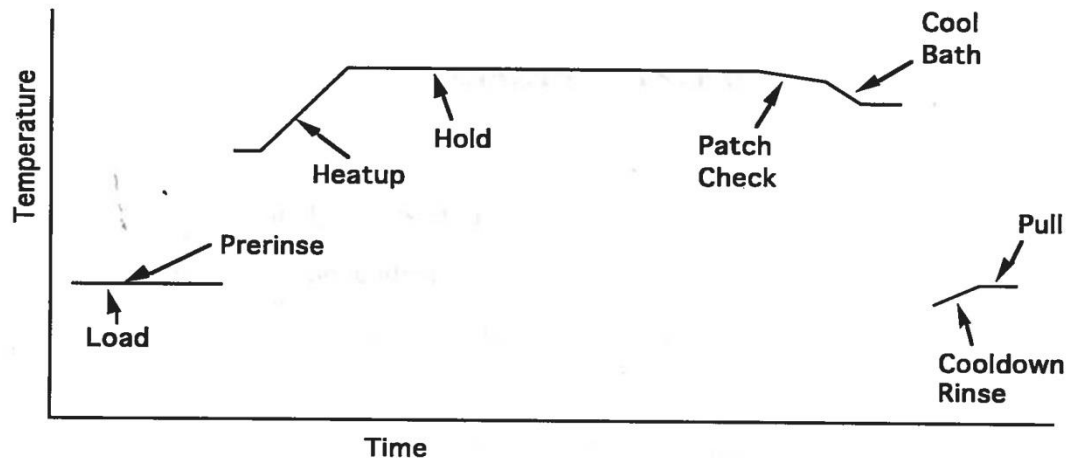 Cool
Bath
Temperature
Hold
Heatup
Patch
Check
Prerinse
Pull
Load
Cooldown
Rinse
Time